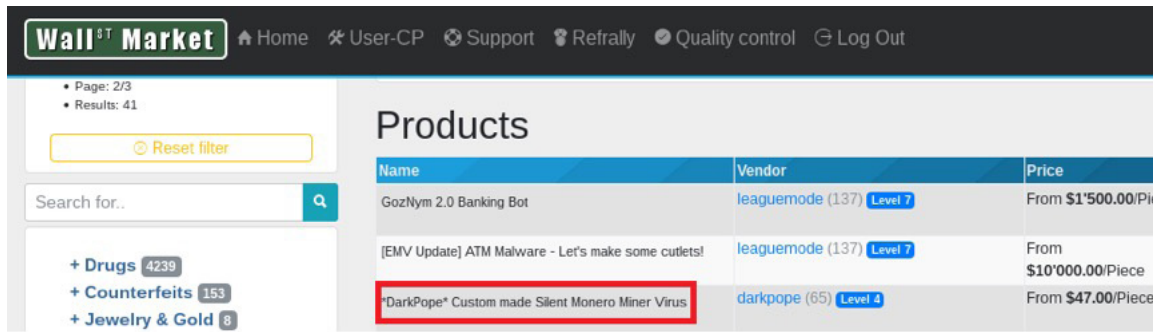 Wall ST Market Home User-CP Support Refrally Quality control Log Out
• Page: 2/3
• Results: 41
Reset filter
Search for..
+ Drugs 4239
+ Counterfeits 153
+ Jewelry & Gold 8
Products
Name Vendor Price
GozNym 2.0 Banking Bot leaguemode (137) Level 7 From $1'500.00/Pi
[EMV Update] ATM Malware - Let's make some cutlets! leaguemode (137) Level 7 From
$10'000.00/Piece
*DarkPope* Custom made Silent Monero Miner Virus darkpope (65) Level 4 From $47.00/Piece